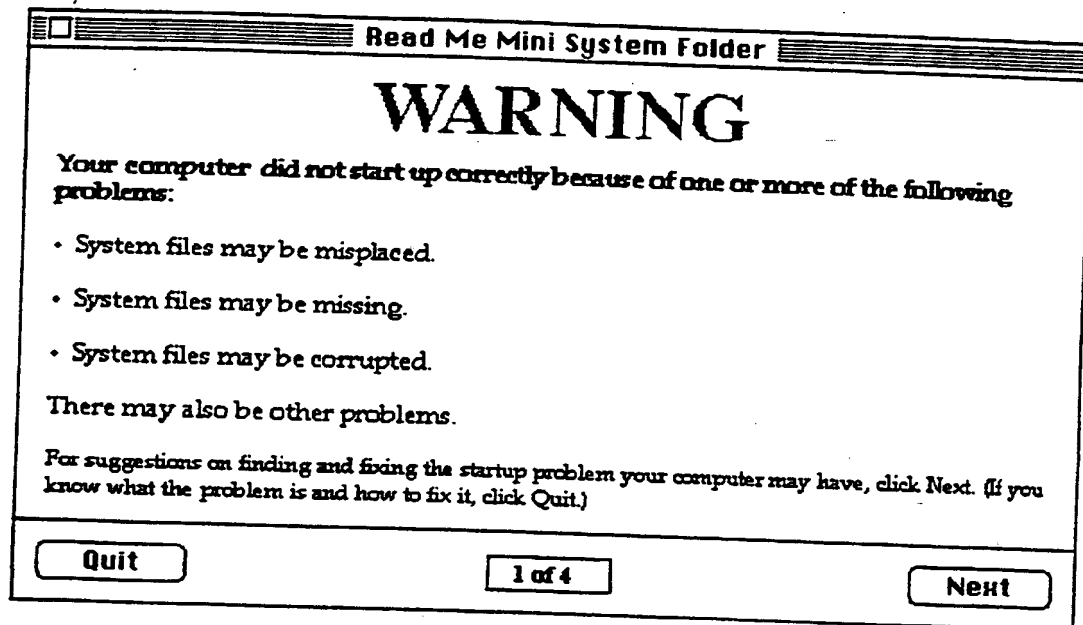 Read Me Mini System Folder
WARNING
Your computer did not start up correctly because of one or more of the following
problems:
• System files may be misplaced.
• System files may be missing.
• System files may be corrupted.
There may also be other problems.
For suggestions on finding and fixing the startup problem your computer may have, click Next. (If you
know what the problem is and how to fix it, click Quit.)
Quit
1 of 4
Next